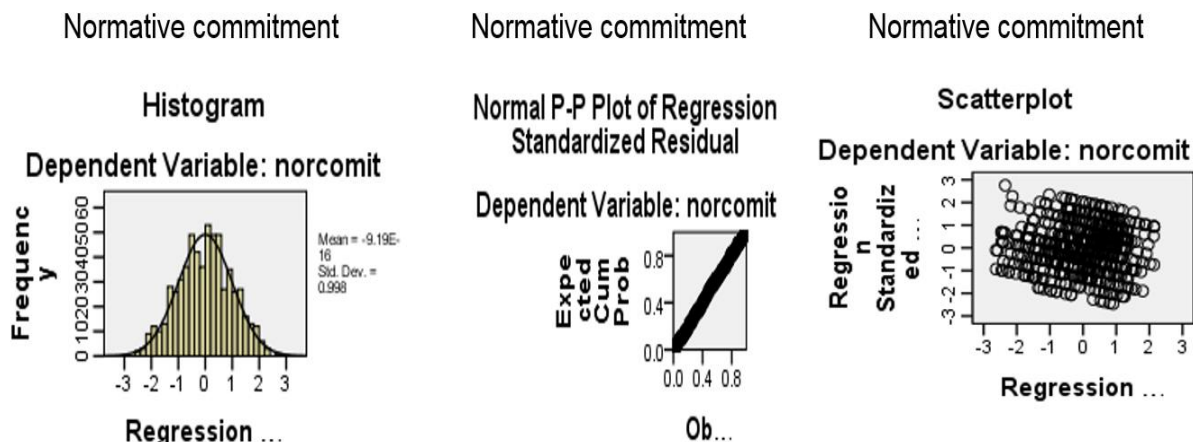 Normative commitment
Histogram
Dependent Variable: norcomit
Frequenc
y
0 10 20 30 40 50 60
-3 -2 -1 0 1 2 3
Regression ...
Mean = -9.19E-
16
Std. Dev. =
0.998
Normative commitment
Normal P-P Plot of Regression
Standardized Residual
Dependent Variable: norcomit
Expe
cted
Cum
Prob
0.8
0.4
0.0
0.0 0.4 0.8
Ob...
Normative commitment
Scatterplot
Dependent Variable: norcomit
Regressio
n
Standardiz
ed ...
3
2
1
0
-1
-2
-3
-3 -2 -1 0 1 2 3
Regression ...